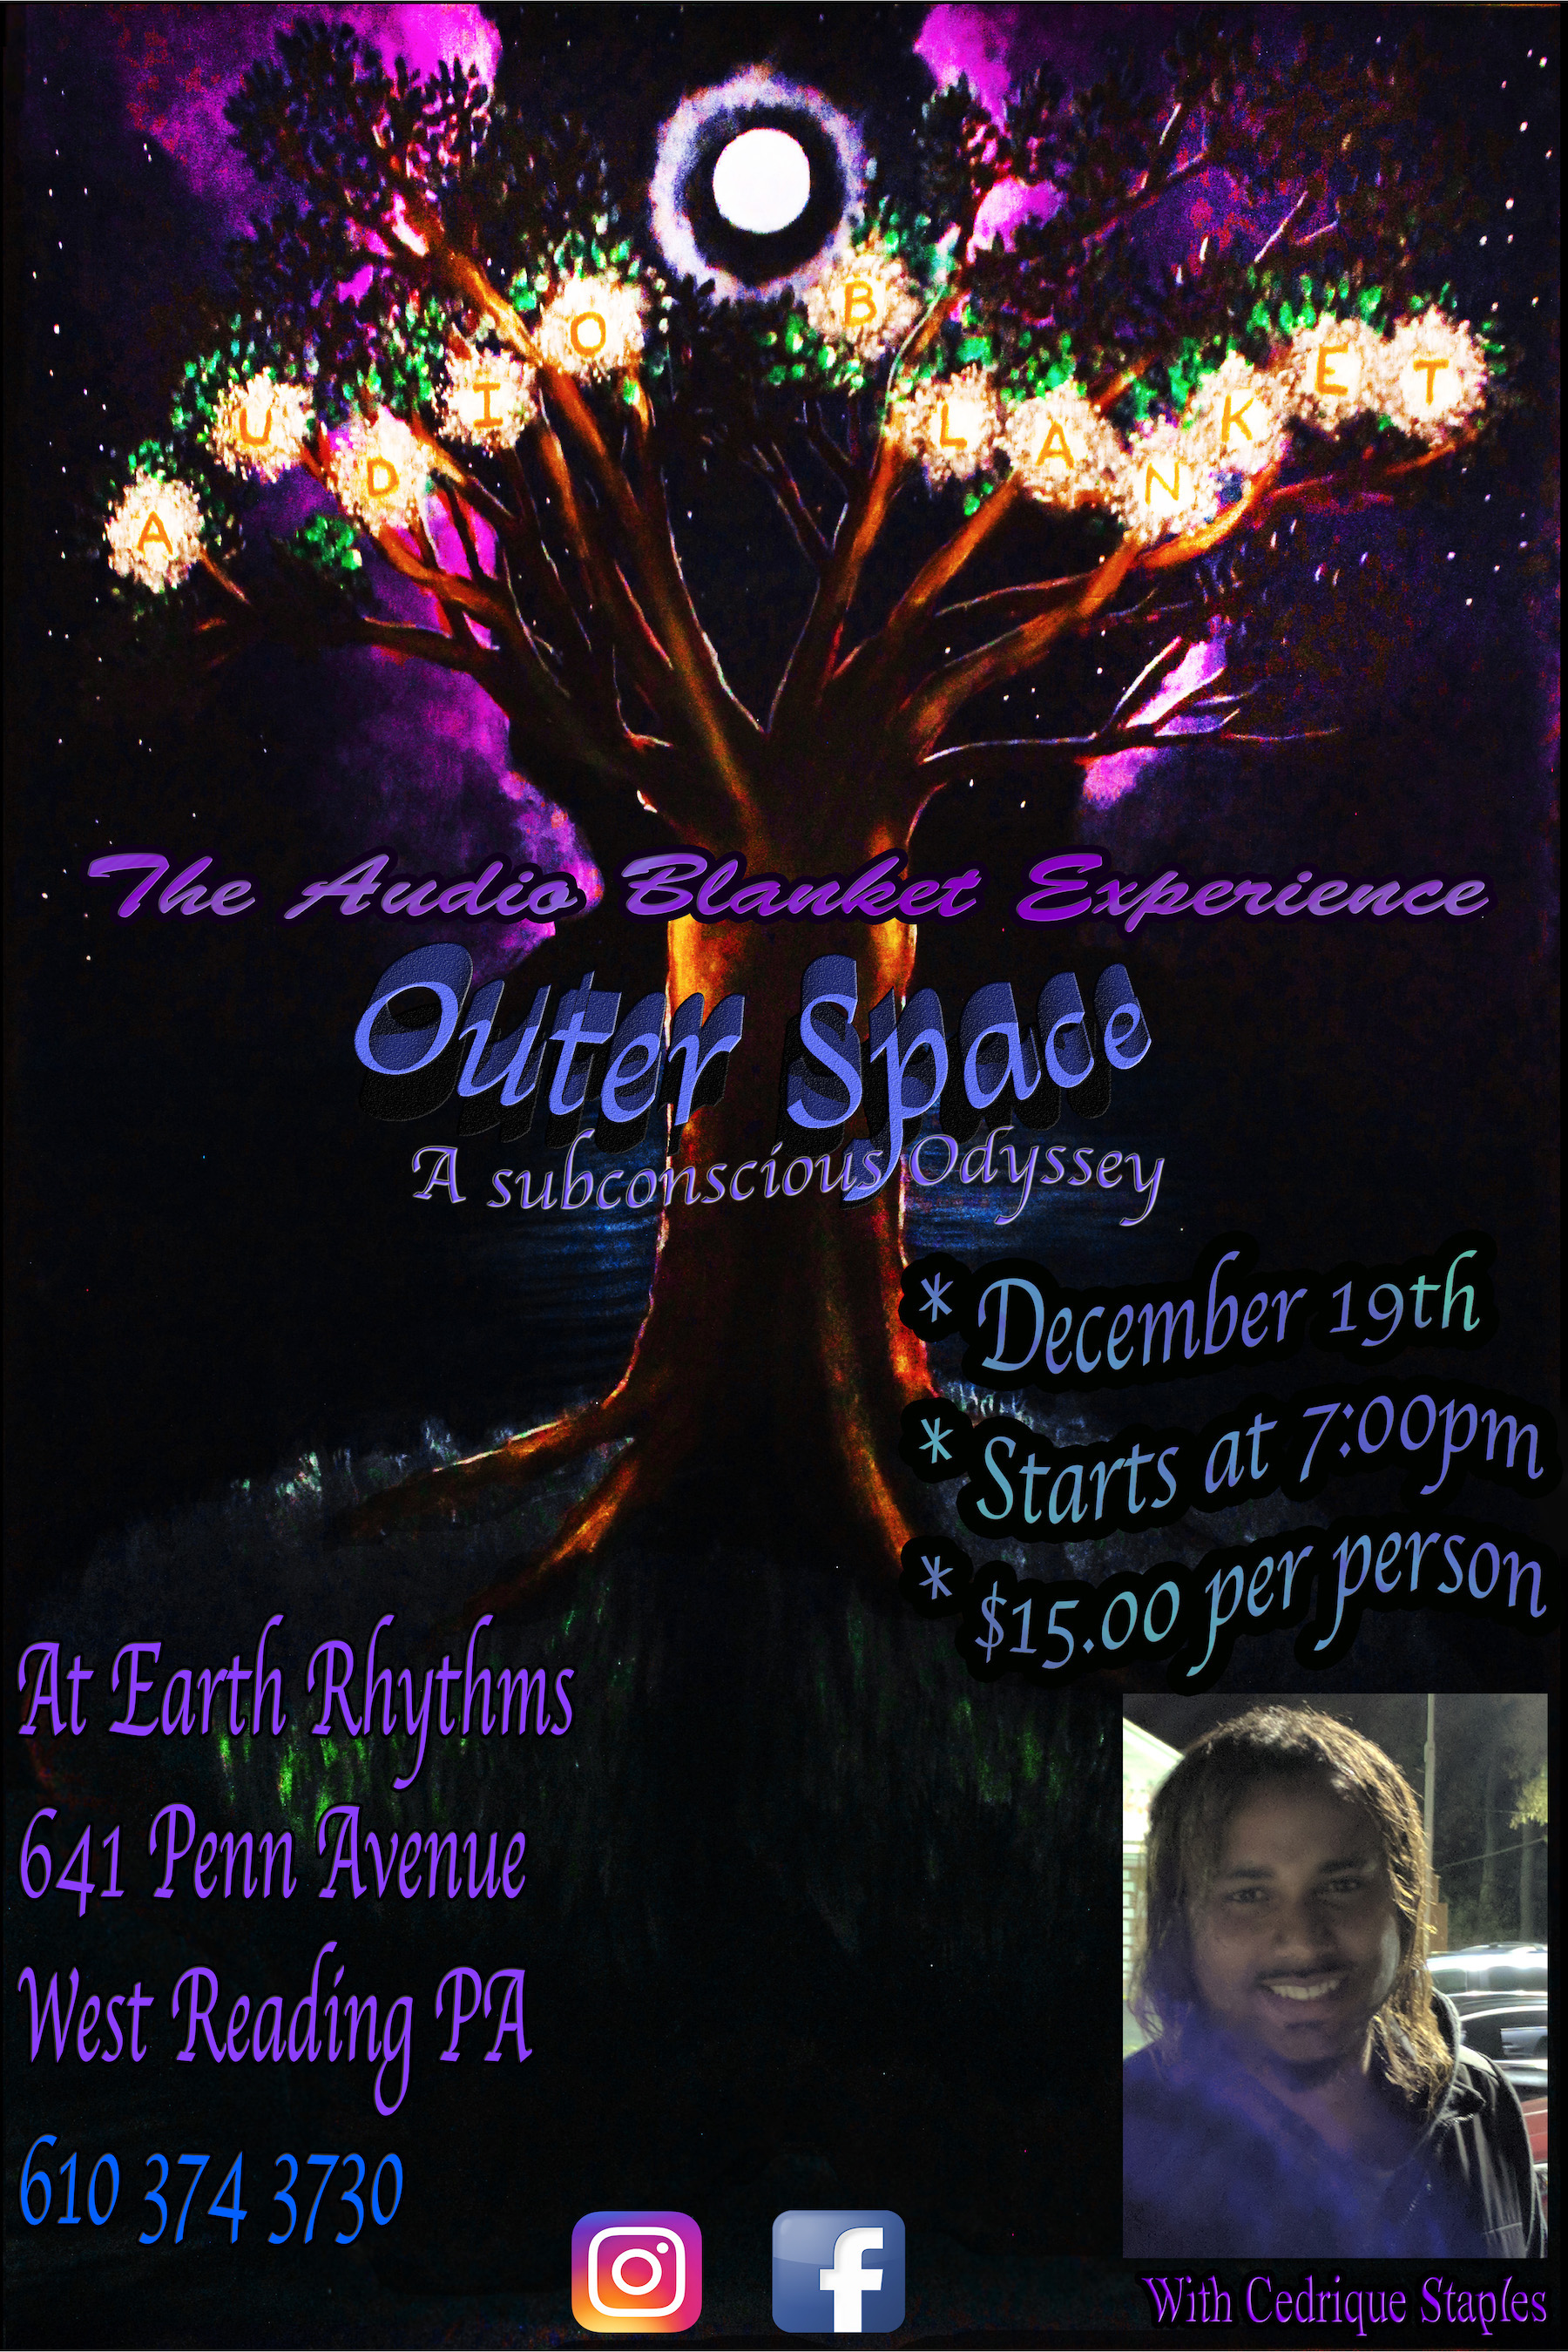 AUDIO BLANKET
The Audio Blanket Experience
Outer Space
A subconscious Odyssey
* December 19th
* Starts at 7:00pm
* $15.00 per person
At Earth Rhythms
641 Penn Avenue
West Reading PA
610 374 3730
With Cedrique Staples